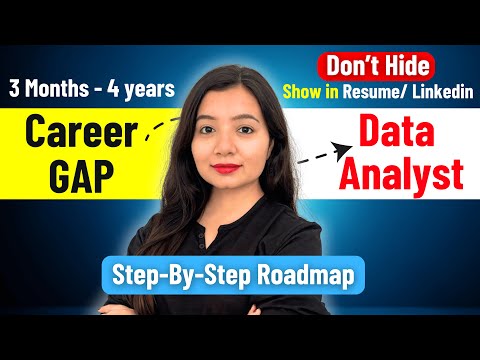 3 Months - 4 years
Career
GAP
Don't Hide
Show in Resume/ Linkedin
Data
Analyst
Step-By-Step Roadmap